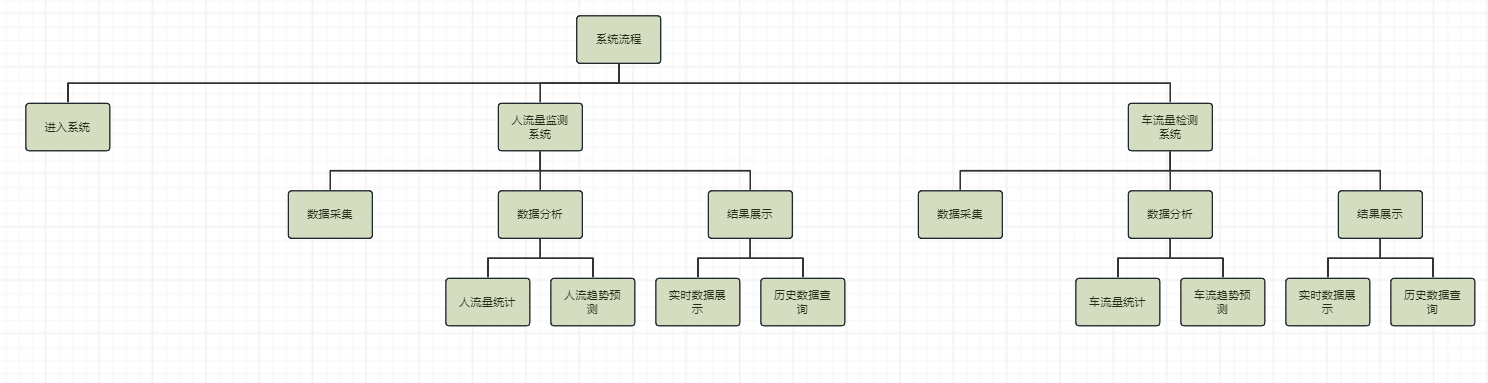 系统流程
进入系统
人流量监测
系统
车流量检测
系统
数据采集
数据分析
结果展示
数据采集
数据分析
结果展示
人流量统计
人流趋势预
测
实时数据展
示
历史数据查
询
车流量统计
车流趋势预
测
实时数据展
示
历史数据查
询